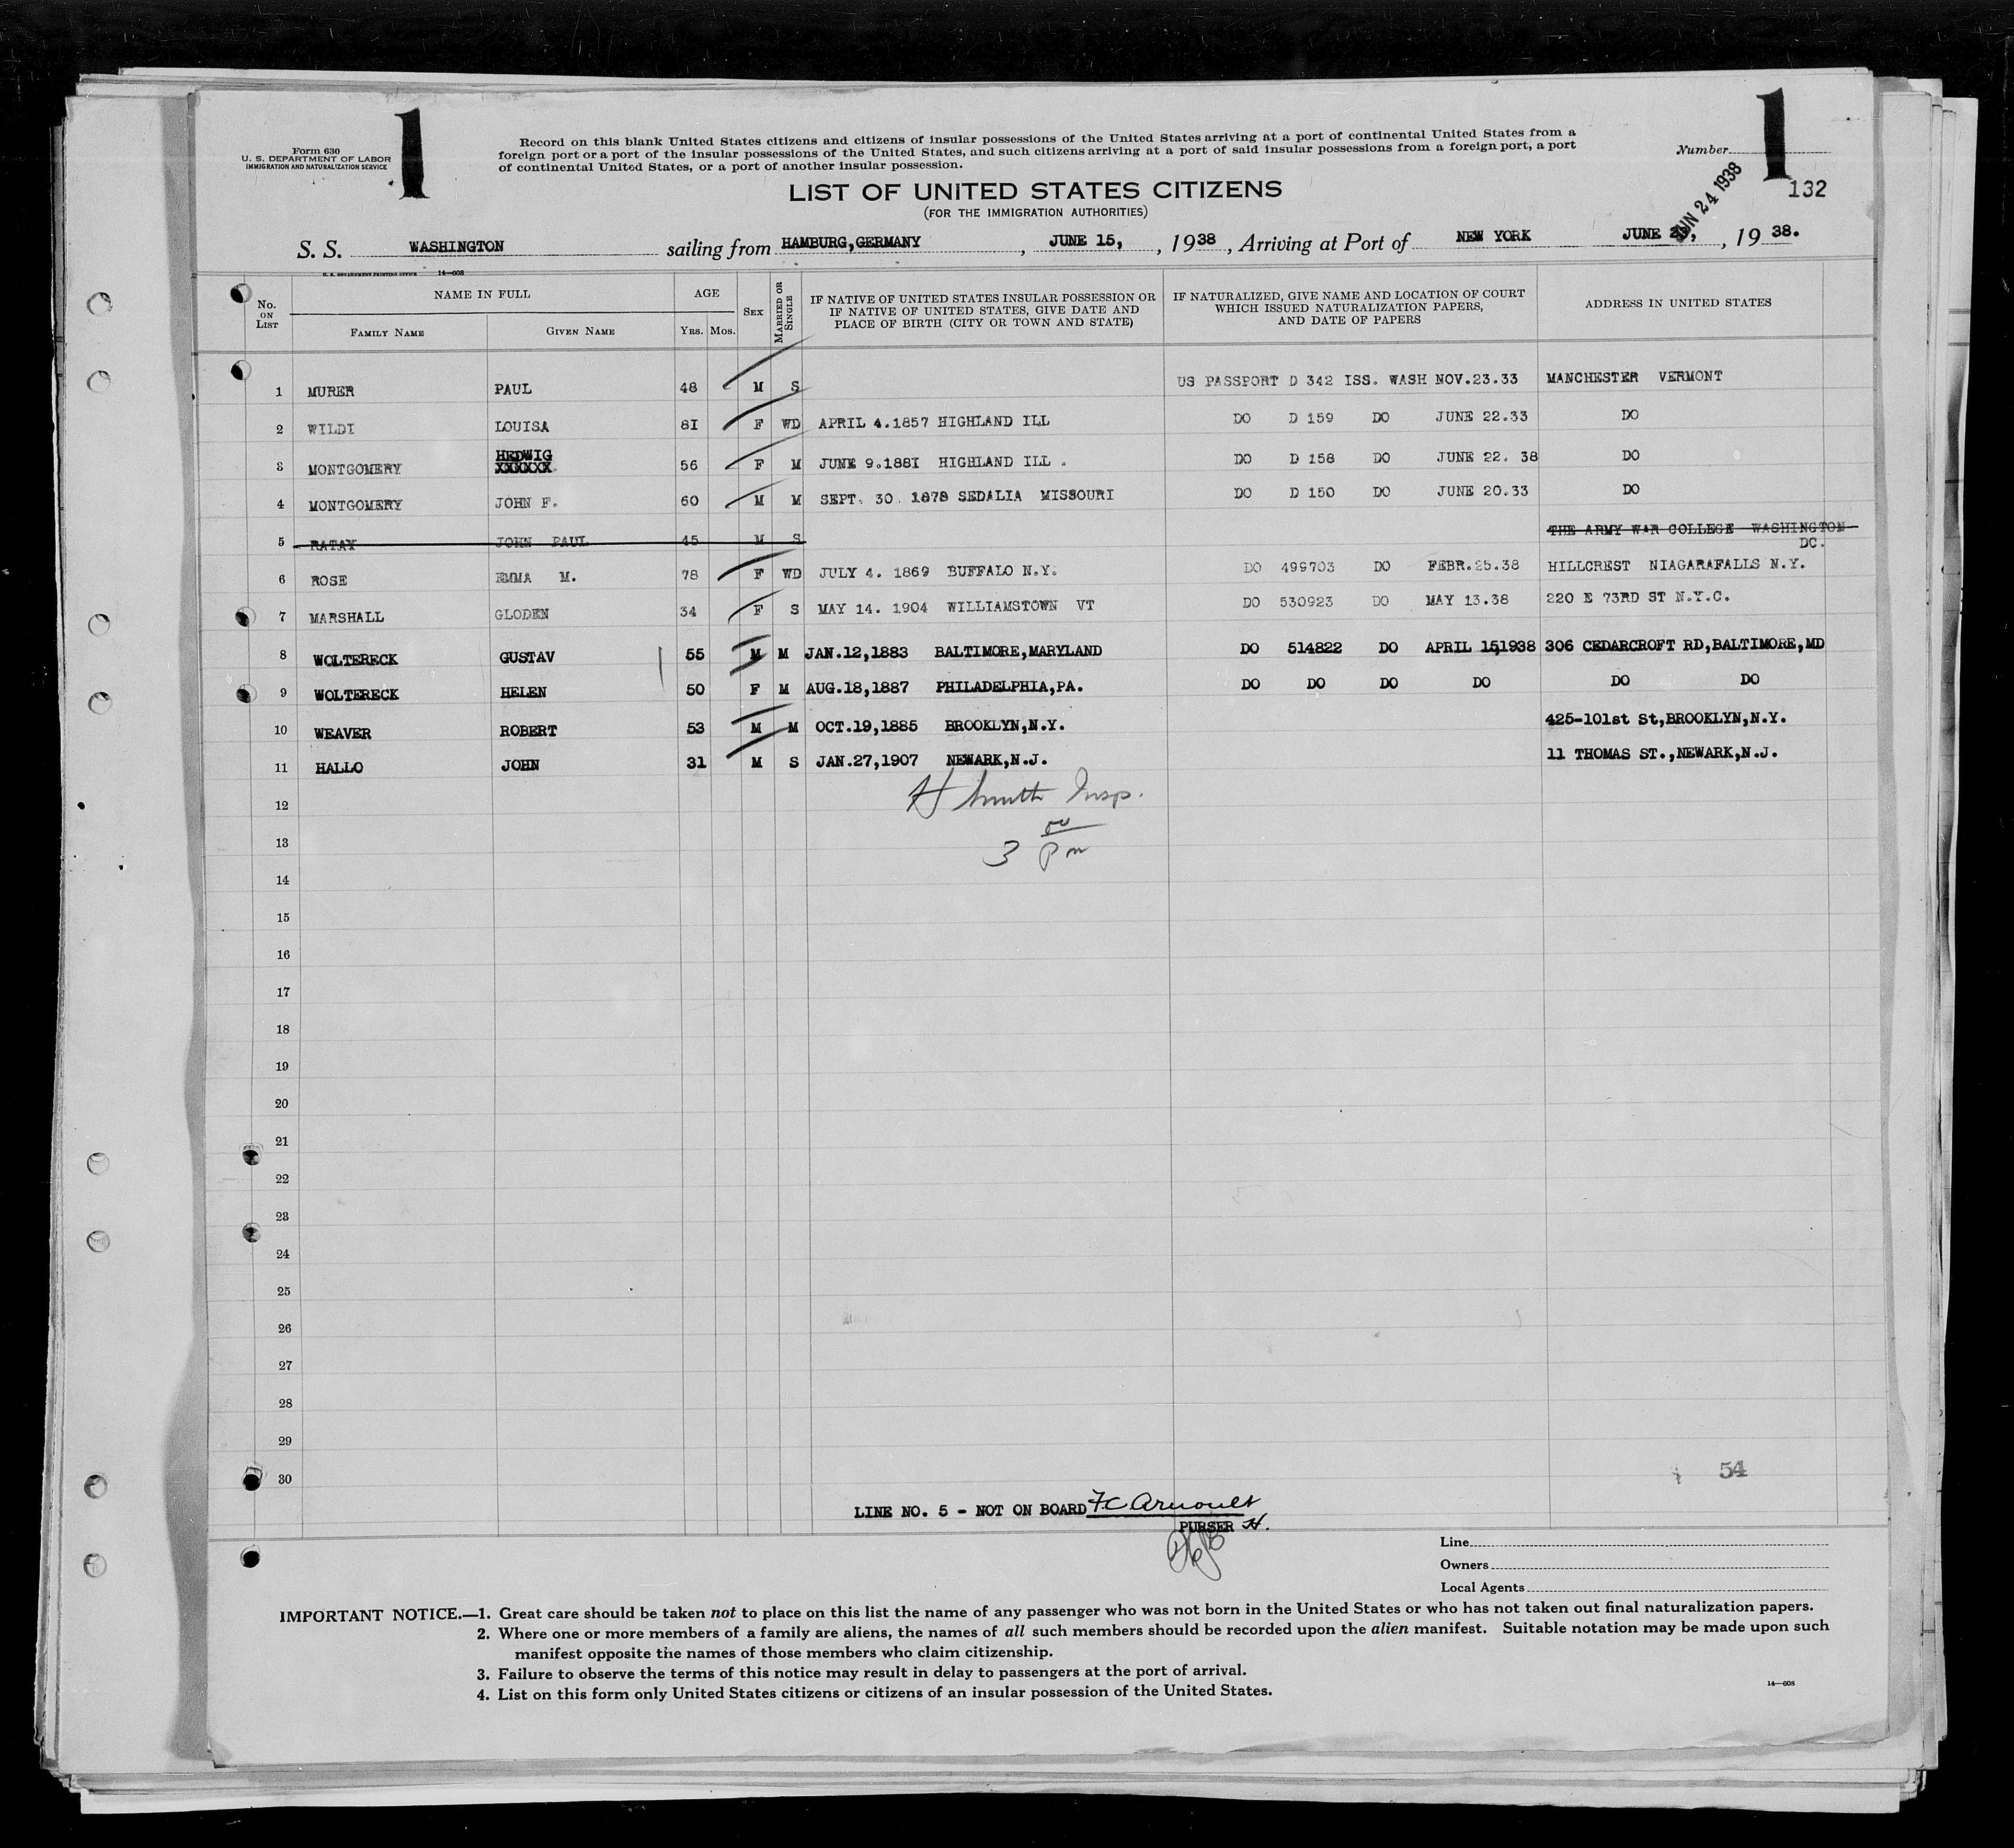 1
1
Form 630
U. S. DEPARTMENT OF LABOR
IMMIGRATION AND NATURALIZATION SERVICE
Record on this blank United States citizens and citizens of insular possessions of the United States arriving at a port of continental United States from a
foreign port or a port of the insular possessions of the United States, and such citizens arriving at a port of said insular possessions from a foreign port, a port
of continental United States, or a port of another insular possession.
Number
132
LIST OF UNITED STATES CITIZENS
(FOR THE IMMIGRATION AUTHORITIES)
JUN 24 1938
S. S. WASHINGTON sailing from HAMBURG,GERMANY , JUNE 15, , 1938 , Arriving at Port of NEW YORK JUNE , 1938.
U. S. GOVERNMENT PRINTING OFFICE 14—608
No. ON LIST NAME IN FULL AGE SEX MARRIED OR SINGLE IF NATIVE OF UNITED STATES INSULAR POSSESSION OR IF NATIVE OF UNITED STATES, GIVE DATE AND PLACE OF BIRTH (CITY OR TOWN AND STATE) IF NATURALIZED, GIVE NAME AND LOCATION OF COURT WHICH ISSUED NATURALIZATION PAPERS, AND DATE OF PAPERS ADDRESS IN UNITED STATES
FAMILY NAME GIVEN NAME YRS. MOS.
1 MURER PAUL 48 M S US PASSPORT D 342 ISS. WASH NOV.23.33 MANCHESTER VERMONT
2 WILDI LOUISA 81 F WD APRIL 4.1857 HIGHLAND ILL DO D 159 DO JUNE 22.33 DO
3 MONTGOMERY HEDWIG XXXXXX. 56 F M JUNE 9.1881 HIGHLAND ILL . DO D 158 DO JUNE 22. 38 DO
4 MONTGOMERY JOHN F. 60 M M SEPT. 30. 1878 SEDALIA MISSOURI DO D 150 DO JUNE 20.33 DO
5 RATAY JOHN PAUL 45 M S THE ARMY WAR COLLEGE WASHINGTON DC.
6 ROSE EMMA M. 78 F WD JULY 4. 1869 BUFFALO N.Y. DO 499703 DO FEBR.25.38 HILLCREST NIAGARAFALLS N.Y.
7 MARSHALL GLODEN 34 F S MAY 14. 1904 WILLIAMSTOWN VT DO 530923 DO MAY 13.38 220 E 73RD ST N.Y.C.
8 WOLTERECK GUSTAV 55 M M JAN.12,1883 BALTIMORE,MARYLAND DO 514822 DO APRIL 15,1938 306 CEDARCROFT RD,BALTIMORE,MD
9 WOLTERECK HELEN 50 F M AUG.18,1887 PHILADELPHIA,PA. DO DO DO DO DO DO
10 WEAVER ROBERT 53 M M OCT.19,1885 BROOKLYN,N.Y. 425-101st St,BROOKLYN,N.Y.
11 HALLO JOHN 31 M S JAN.27,1907 NEWARK,N.J. 11 THOMAS ST.,NEWARK,N.J.
12 H Smith Insp.
13 3 00 Pm
14
15
16
17
18
19
20
21
22
23
24
25
26
27
28
29
30 54
LINE NO. 5 - NOT ON BOARD F.C. Arnoult
PURSER H.
Line
Owners
Local Agents
IMPORTANT NOTICE.—1. Great care should be taken not to place on this list the name of any passenger who was not born in the United States or who has not taken out final naturalization papers.
2. Where one or more members of a family are aliens, the names of all such members should be recorded upon the alien manifest. Suitable notation may be made upon such
manifest opposite the names of those members who claim citizenship.
3. Failure to observe the terms of this notice may result in delay to passengers at the port of arrival.
4. List on this form only United States citizens or citizens of an insular possession of the United States.
14—608